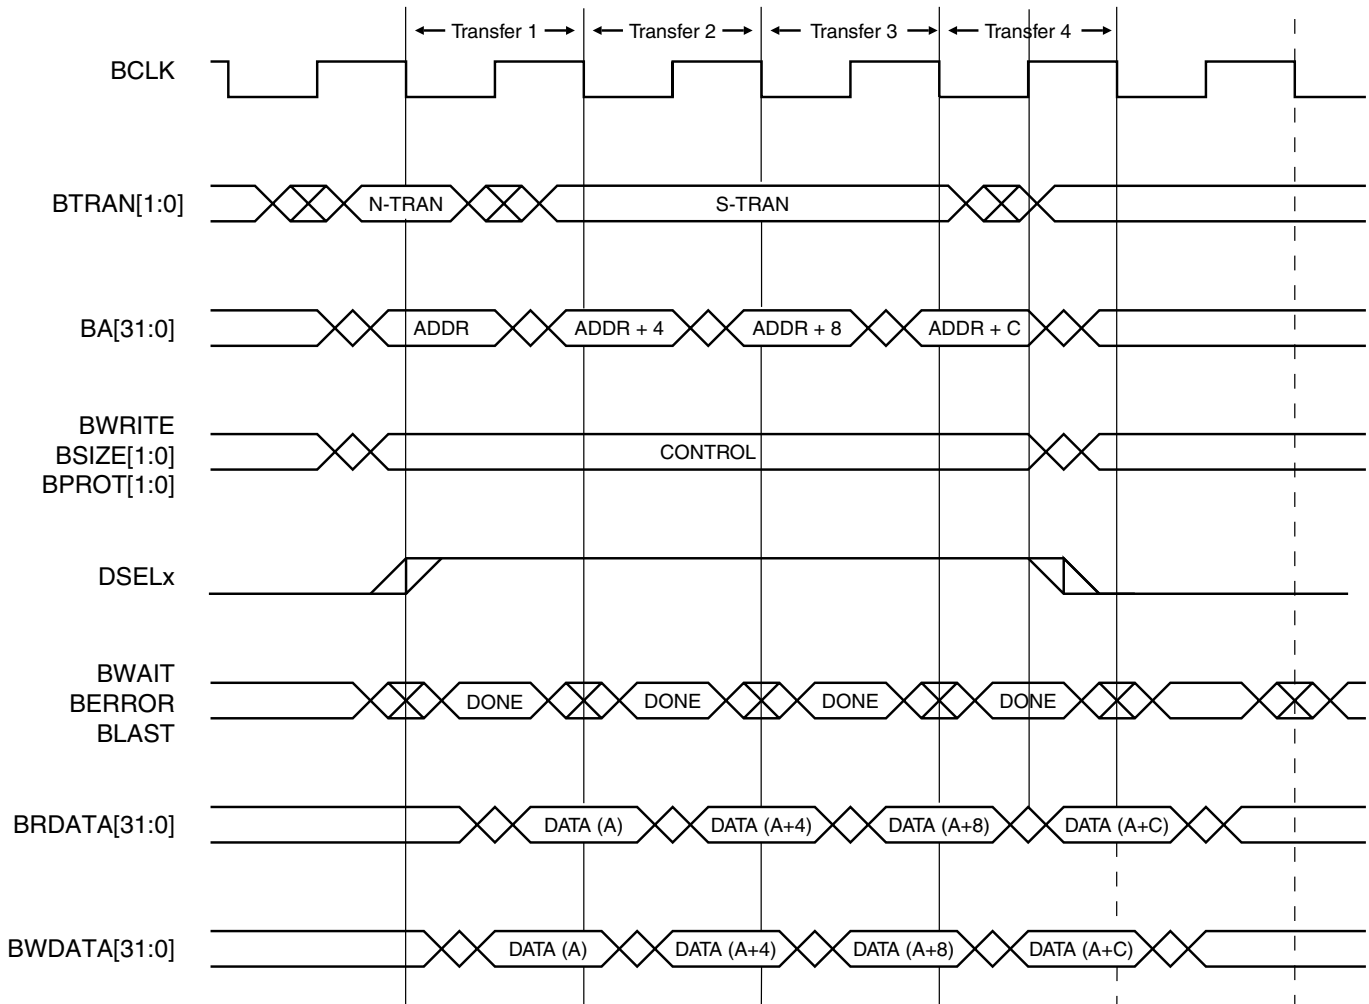 Transfer 1 Transfer 2 Transfer 3 Transfer 4
BCLK
BTRAN[1:0] N-TRAN S-TRAN
BA[31:0] ADDR ADDR + 4 ADDR + 8 ADDR + C
BWRITE
BSIZE[1:0] CONTROL
BPROT[1:0]
DSELx
BWAIT
BERROR DONE DONE DONE DONE
BLAST
BRDATA[31:0] DATA (A) DATA (A+4) DATA (A+8) DATA (A+C)
BWDATA[31:0] DATA (A) DATA (A+4) DATA (A+8) DATA (A+C)